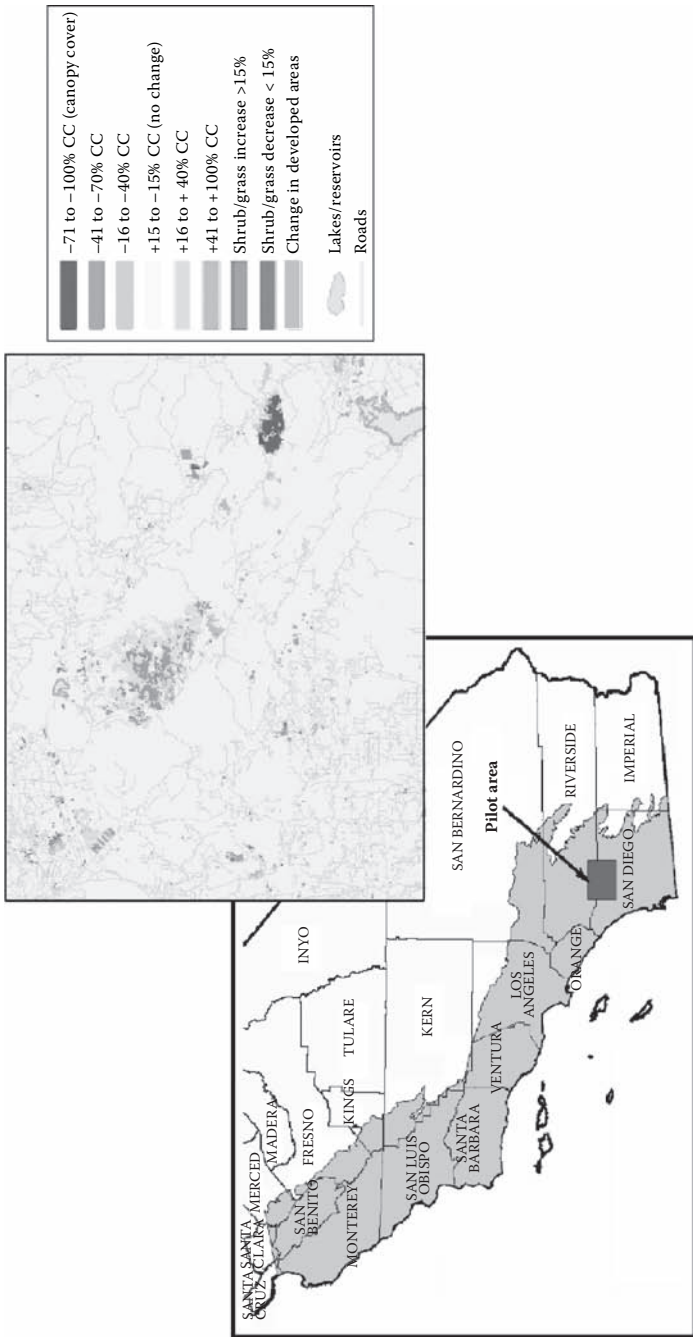 −71 to −100% CC (canopy cover)
−41 to −70% CC
−16 to −40% CC
+15 to −15% CC (no change)
+16 to + 40% CC
+41 to +100% CC
Shrub/grass increase >15%
Shrub/grass decrease < 15%
Change in developed areas
Lakes/reservoirs
Roads
SANTA
CRUZ
SANTA
CLARA
MERCED
MADERA
SAN
BENITO
FRESNO
MONTEREY
KINGS
TULARE
INYO
SAN LUIS
OBISPO
KERN
SANTA
BARBARA
VENTURA
LOS
ANGELES
SAN BERNARDINO
Pilot area
ORANGE
RIVERSIDE
SAN DIEGO
IMPERIAL